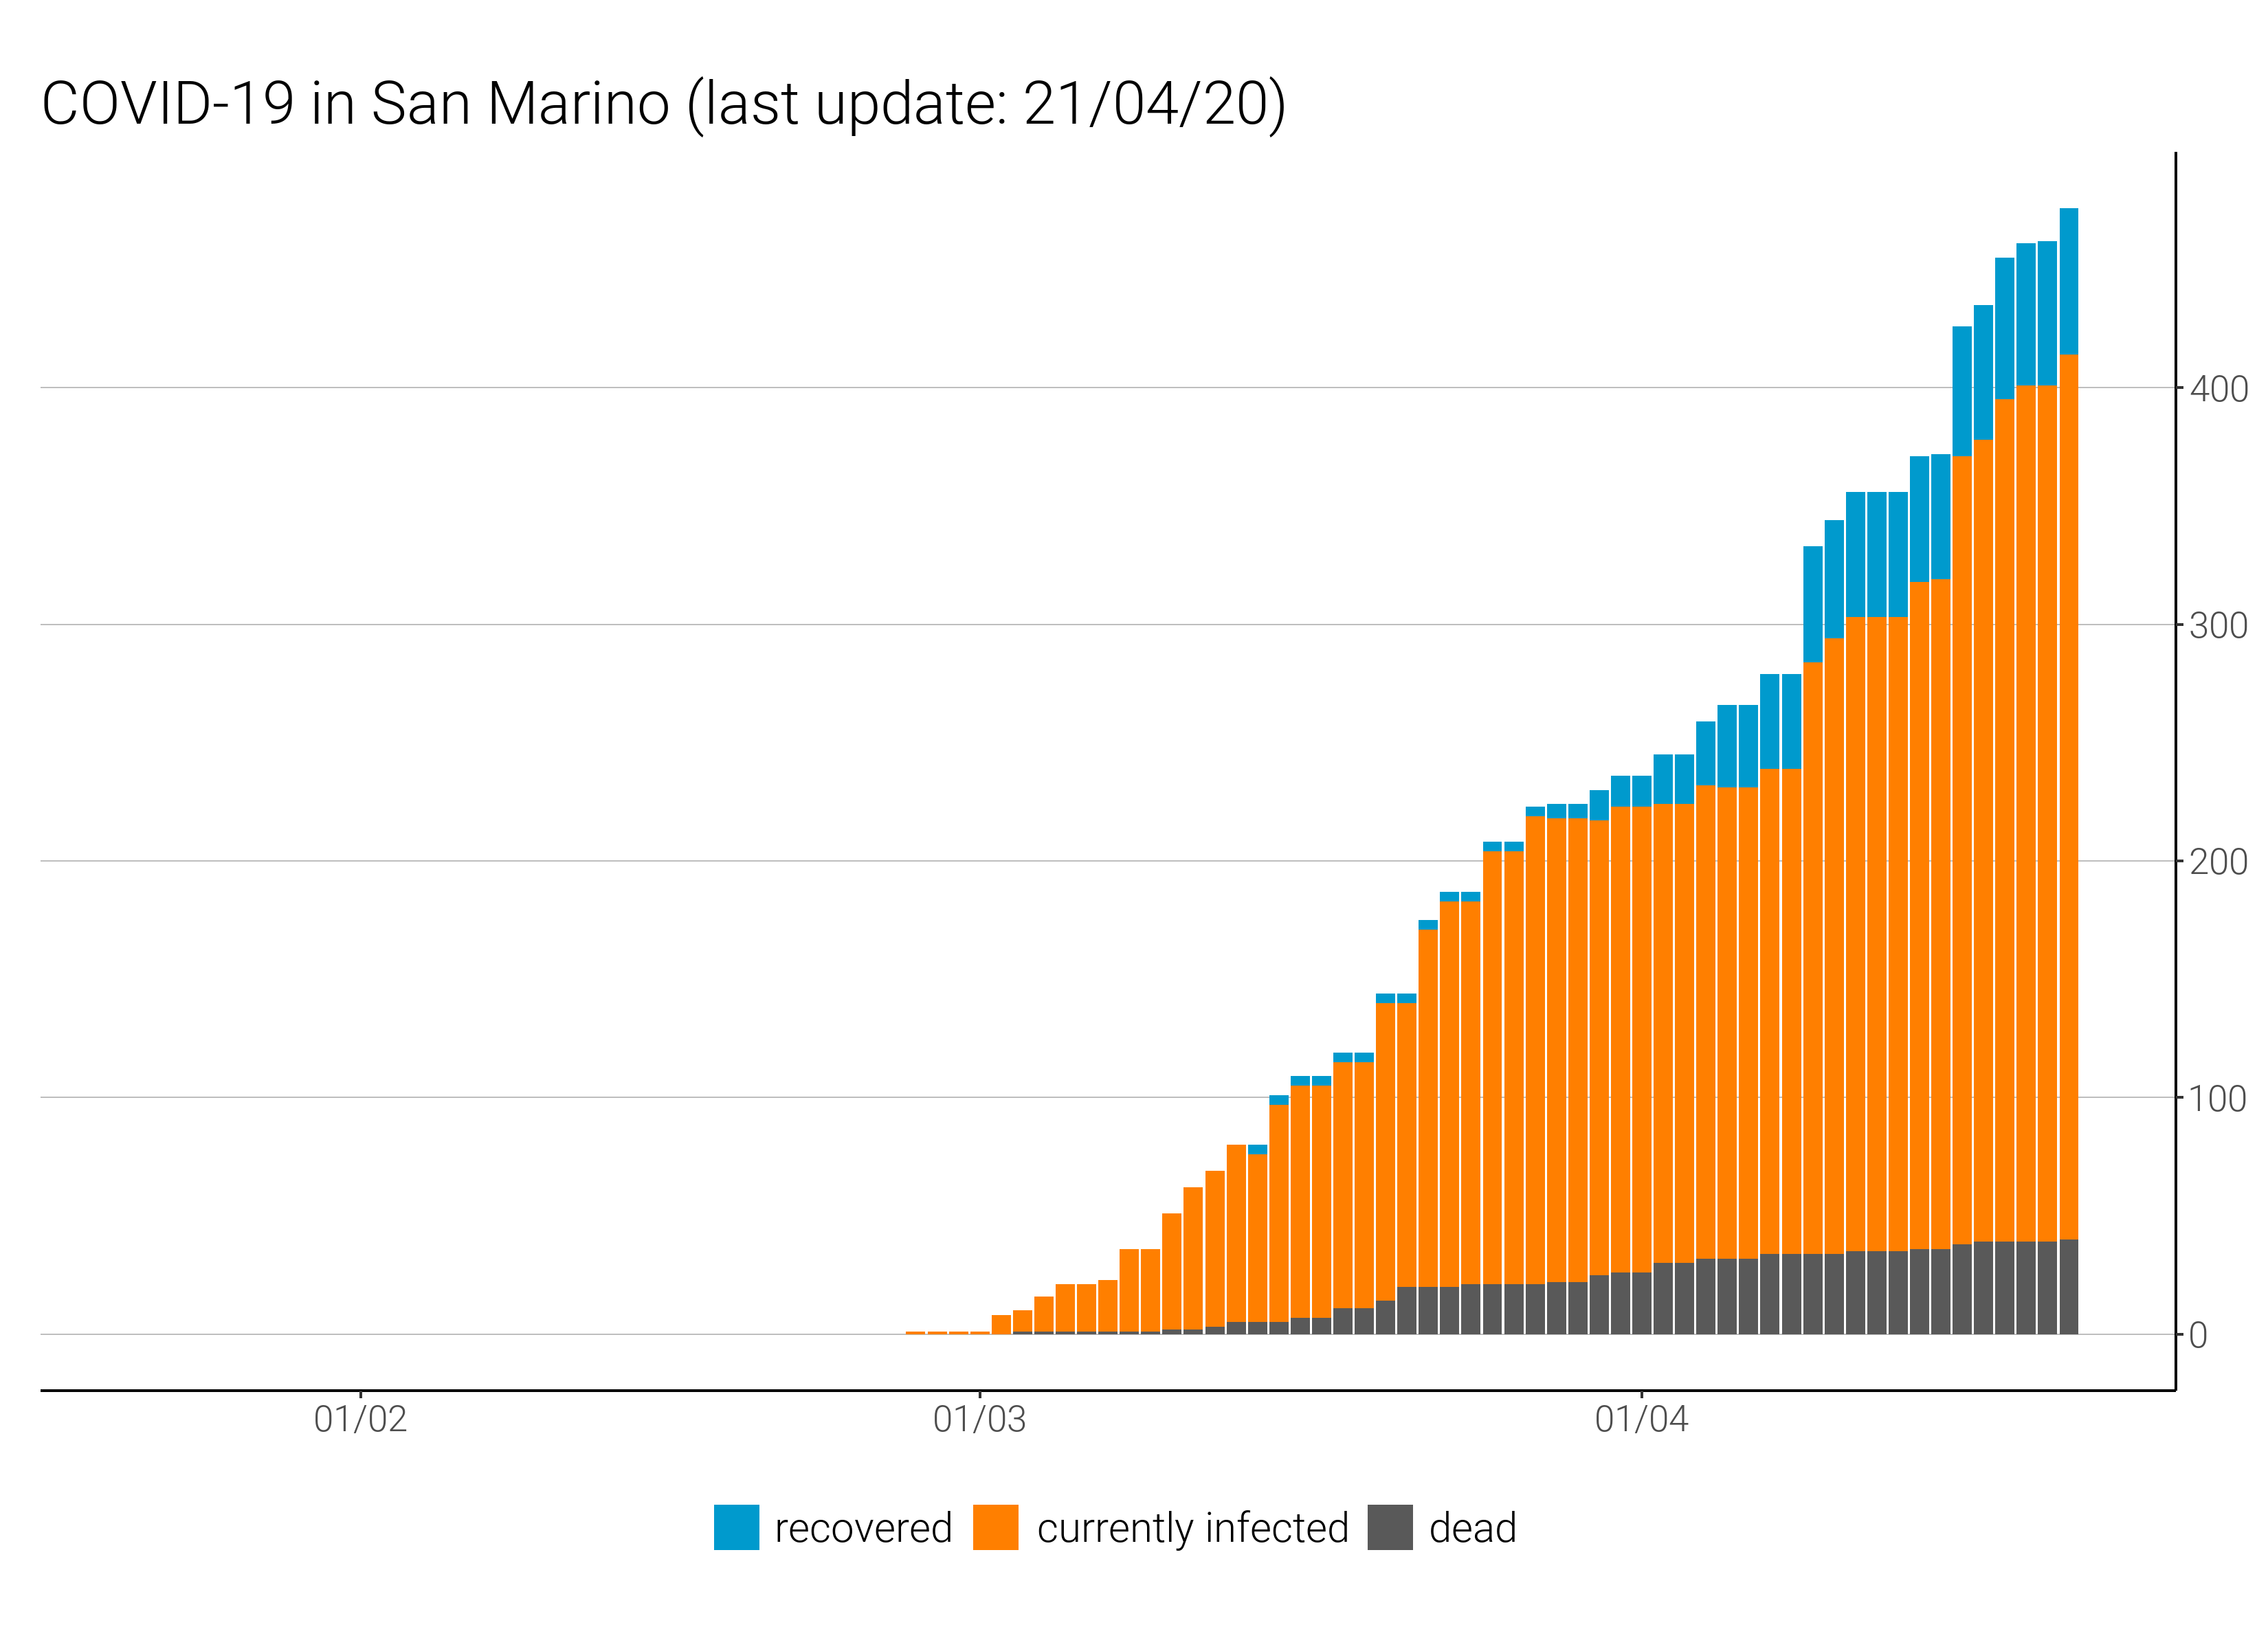 COVID-19 in San Marino (last update: 21/04/20)
400
300
200
100
0
01/02 01/03 01/04
recovered currently infected dead